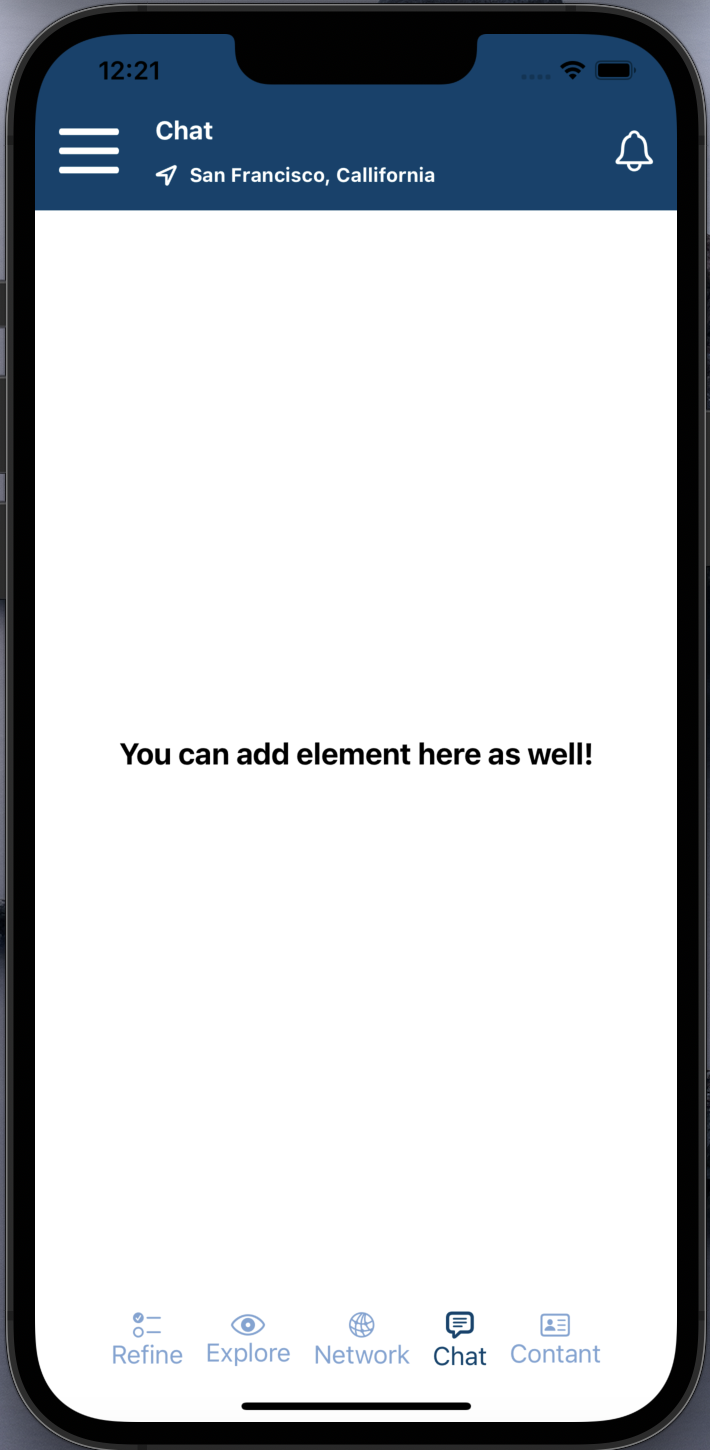 12:21
Chat
San Francisco, Callifornia
You can add element here as well!
Refine Explore Network Chat Contant